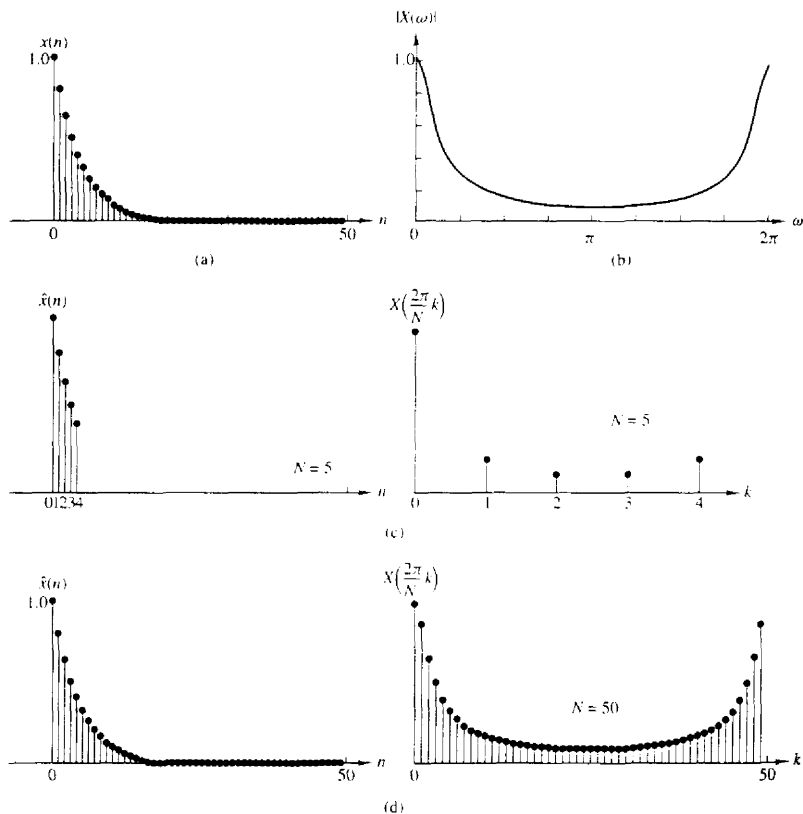 x(n)
1.0
0
50
n
(a)
|X(ω)|
1.0
0
π
2π
ω
(b)
x̂(n)
N = 5
01234
n
X(2π/N k)
N = 5
0
1
2
3
4
k
(c)
x̂(n)
1.0
0
50
n
X(2π/N k)
N = 50
0
50
k
(d)